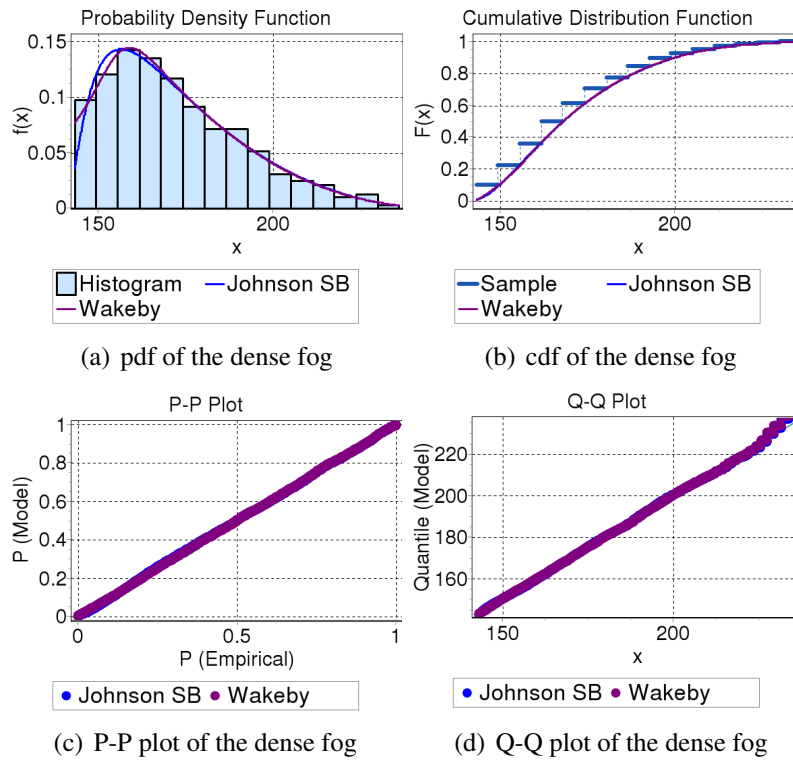 Probability Density Function
0.15
0.1
0.05
0
f(x)
150
200
x
Histogram
Johnson SB
Wakeby
(a) pdf of the dense fog
Cumulative Distribution Function
1
0.8
0.6
0.4
0.2
0
F(x)
150
200
x
Sample
Johnson SB
Wakeby
(b) cdf of the dense fog
P-P Plot
1
0.8
0.6
0.4
0.2
0
P (Model)
0
0.5
1
P (Empirical)
Johnson SB
Wakeby
(c) P-P plot of the dense fog
Q-Q Plot
220
200
180
160
Quantile (Model)
150
200
x
Johnson SB
Wakeby
(d) Q-Q plot of the dense fog